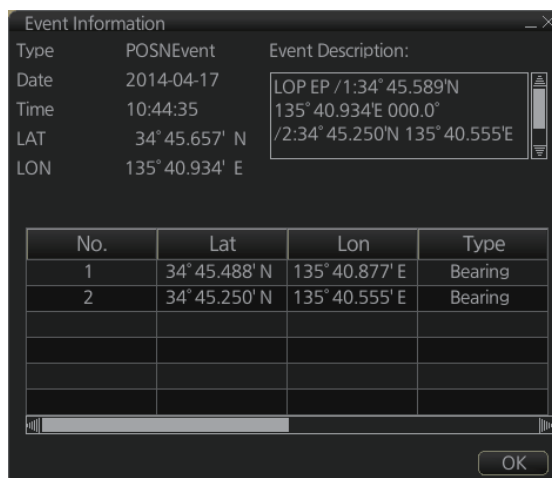 Event Information
Type POSNEvent
Date 2014-04-17
Time 10:44:35
LAT 34°45.657' N
LON 135°40.934' E
Event Description:
LOP EP /1:34°45.589'N
135°40.934'E 000.0°
/2:34°45.250'N 135°40.555'E
No. Lat Lon Type
1 34°45.488' N 135°40.877' E Bearing
2 34°45.250' N 135°40.555' E Bearing
OK